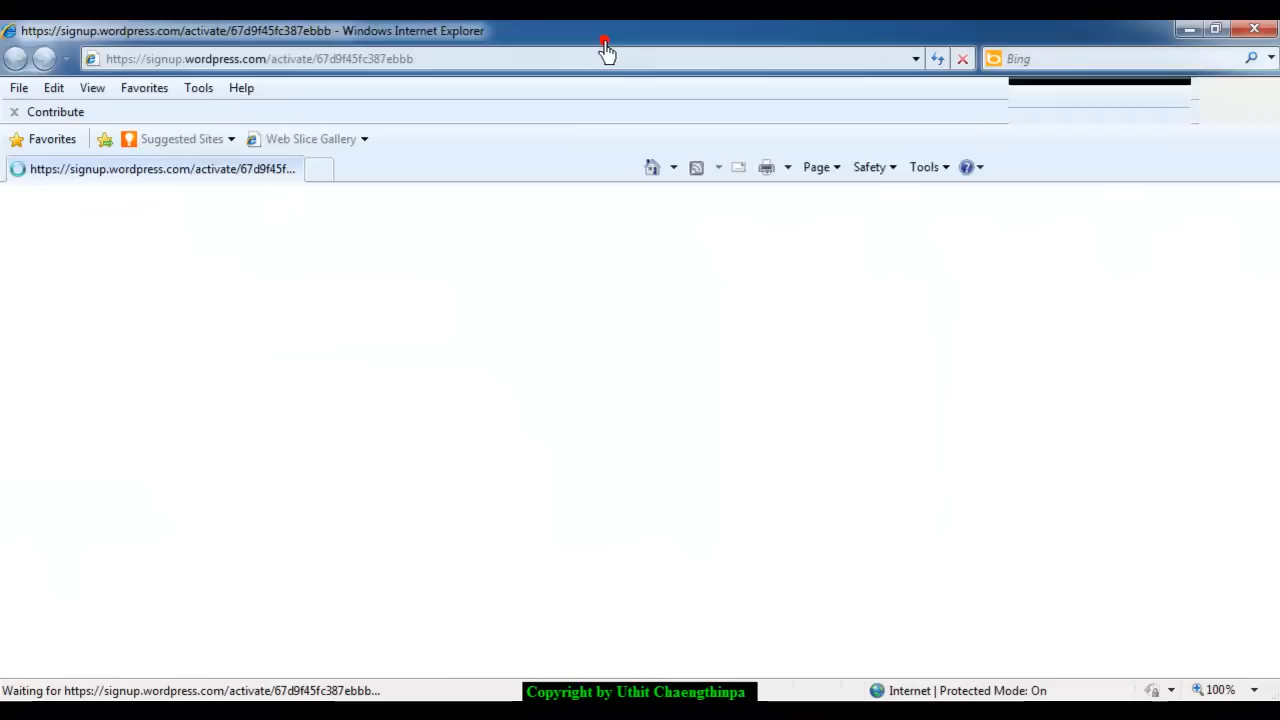 https://signup.wordpress.com/activate/67d9f45fc387ebbb - Windows Internet Explorer
https://signup.wordpress.com/activate/67d9f45fc387ebbb
Bing
File Edit View Favorites Tools Help
Contribute
Favorites Suggested Sites Web Slice Gallery
https://signup.wordpress.com/activate/67d9f45f... Page Safety Tools
Waiting for https://signup.wordpress.com/activate/67d9f45fc387ebbb... Copyright by Uthit Chaengthinpa Internet | Protected Mode: On 100%